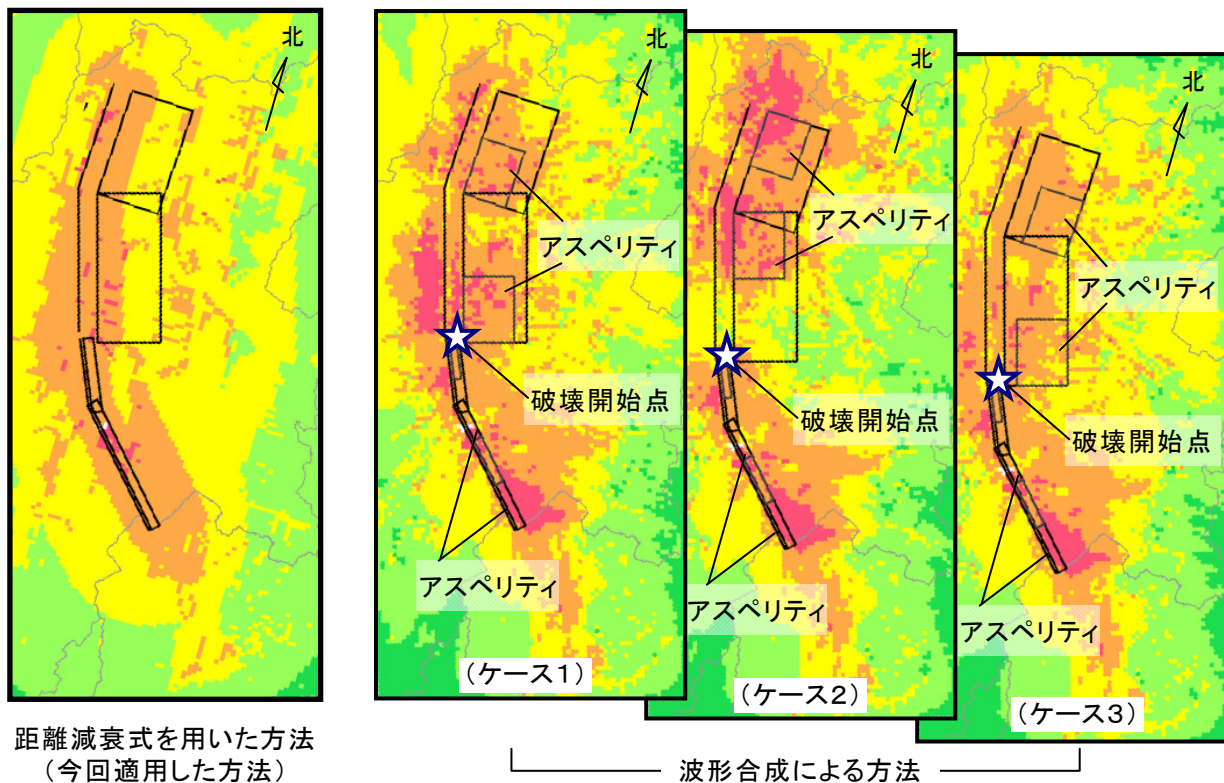 北
北
北
北
アスペリティ
アスペリティ
アスペリティ
破壊開始点
破壊開始点
破壊開始点
アスペリティ
アスペリティ
アスペリティ
（ケース1）
（ケース2）
（ケース3）
距離減衰式を用いた方法
（今回適用した方法）
波形合成による方法